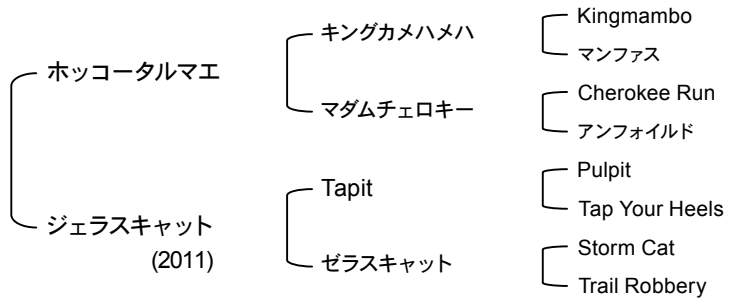 ホッコータルマエ
キングカメハメハ
Kingmambo
マンファス
マダムチェロキー
Cherokee Run
アンフォイルド
ジェラスキャット
(2011)
Tapit
Pulpit
Tap Your Heels
ゼラスキャット
Storm Cat
Trail Robbery